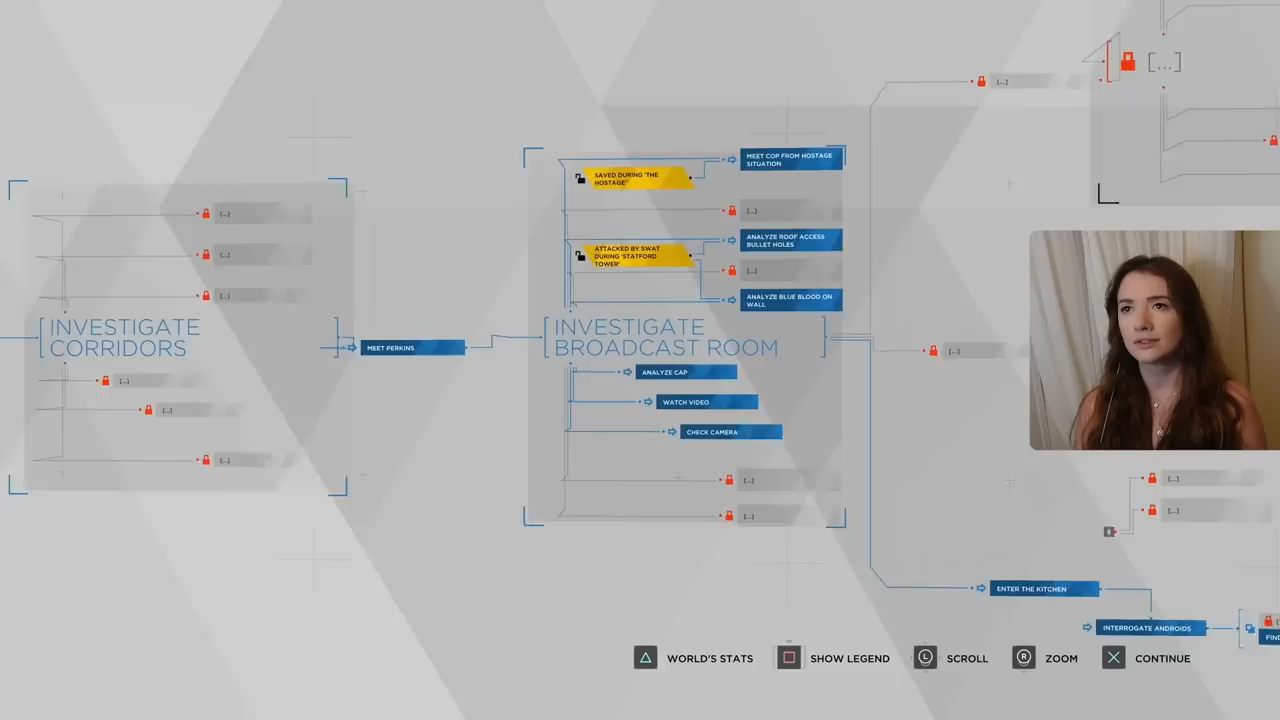 [...]
[...]
MEET COP FROM HOSTAGE
SITUATION
SAVED DURING 'THE
HOSTAGE'
[...]
[...]
ANALYZE ROOF ACCESS
BULLET HOLES
ATTACKED BY SWAT
DURING 'STATFORD
TOWER'
[...]
[...]
[...]
ANALYZE BLUE BLOOD ON
WALL
INVESTIGATE
CORRIDORS
MEET PERKINS
INVESTIGATE
BROADCAST ROOM
[...]
ANALYZE CAP
[...]
WATCH VIDEO
[...]
CHECK CAMERA
[...]
[...]
[...]
[...]
[...]
ENTER THE KITCHEN
INTERROGATE ANDROIDS
FIND
WORLD'S STATS
SHOW LEGEND
L
SCROLL
R
ZOOM
CONTINUE